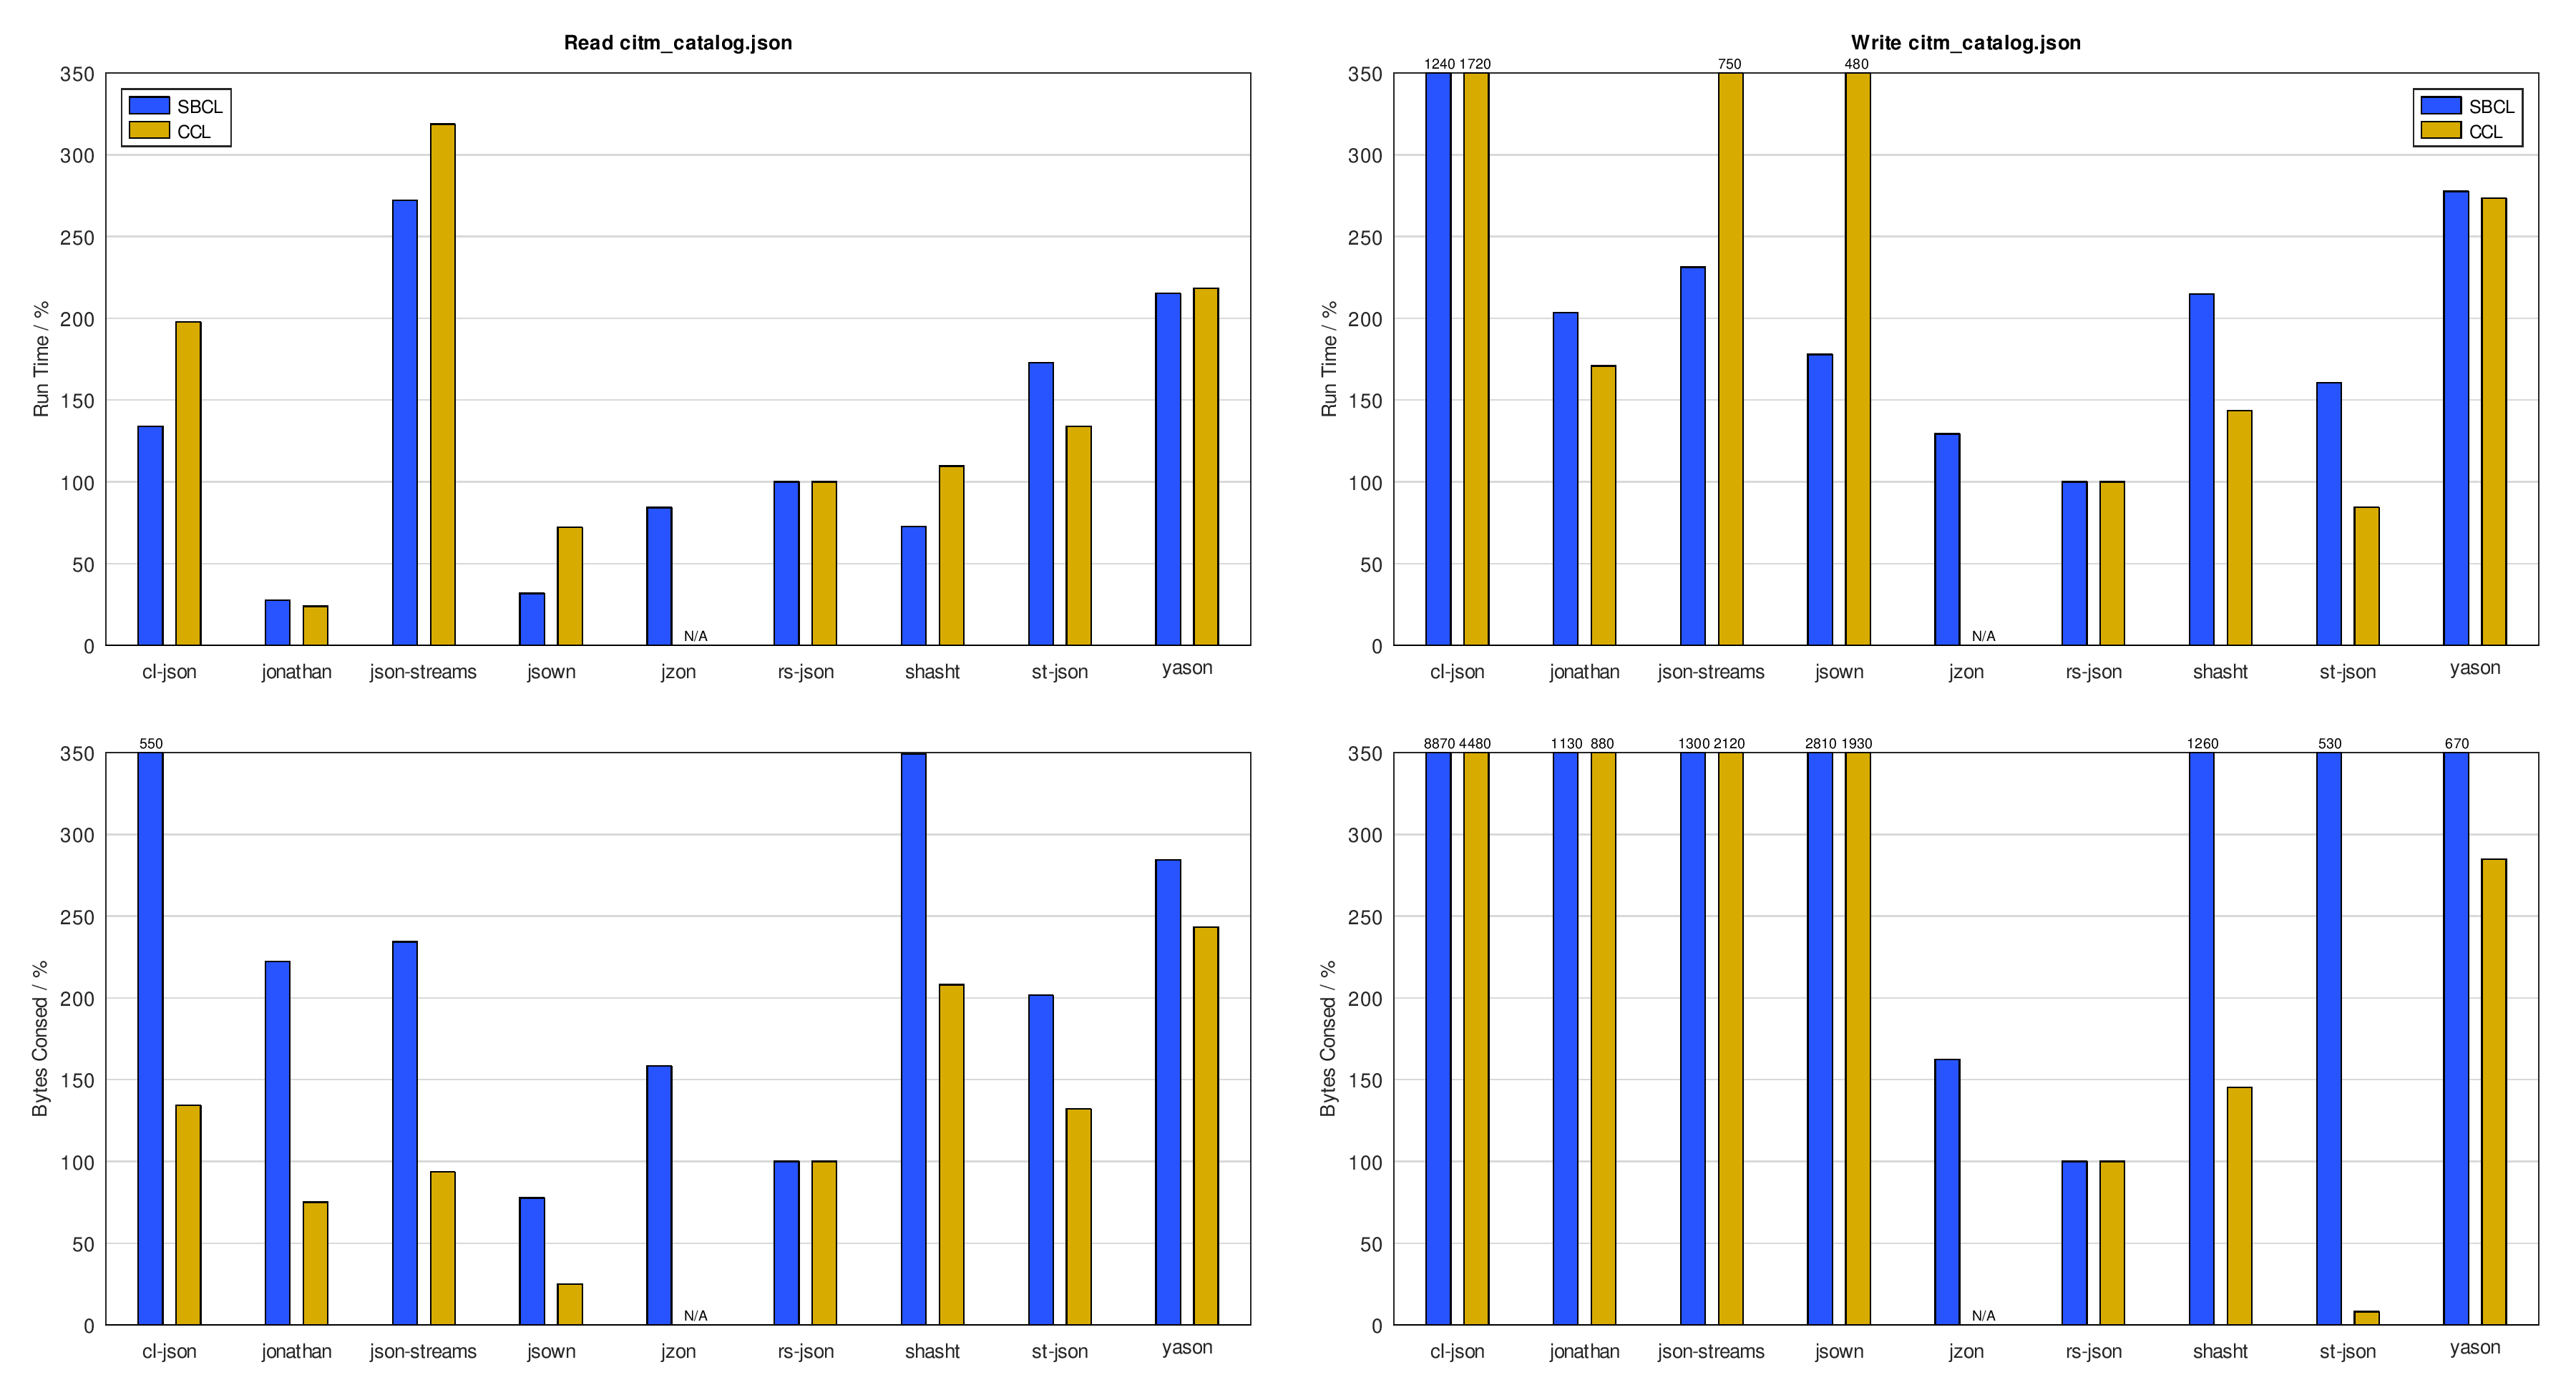 Read citm_catalog.json
350
300
250
200
150
100
50
0
Run Time / %
SBCL
CCL
N/A
cl-json jonathan json-streams jsown jzon rs-json shasht st-json yason
Write citm_catalog.json
1240 1720 750 480
350
300
250
200
150
100
50
0
Run Time / %
SBCL
CCL
N/A
cl-json jonathan json-streams jsown jzon rs-json shasht st-json yason
550
350
300
250
200
150
100
50
0
Bytes Consed / %
N/A
cl-json jonathan json-streams jsown jzon rs-json shasht st-json yason
8870 4480 1130 880 1300 2120 2810 1930 1260 530 670
350
300
250
200
150
100
50
0
Bytes Consed / %
N/A
cl-json jonathan json-streams jsown jzon rs-json shasht st-json yason